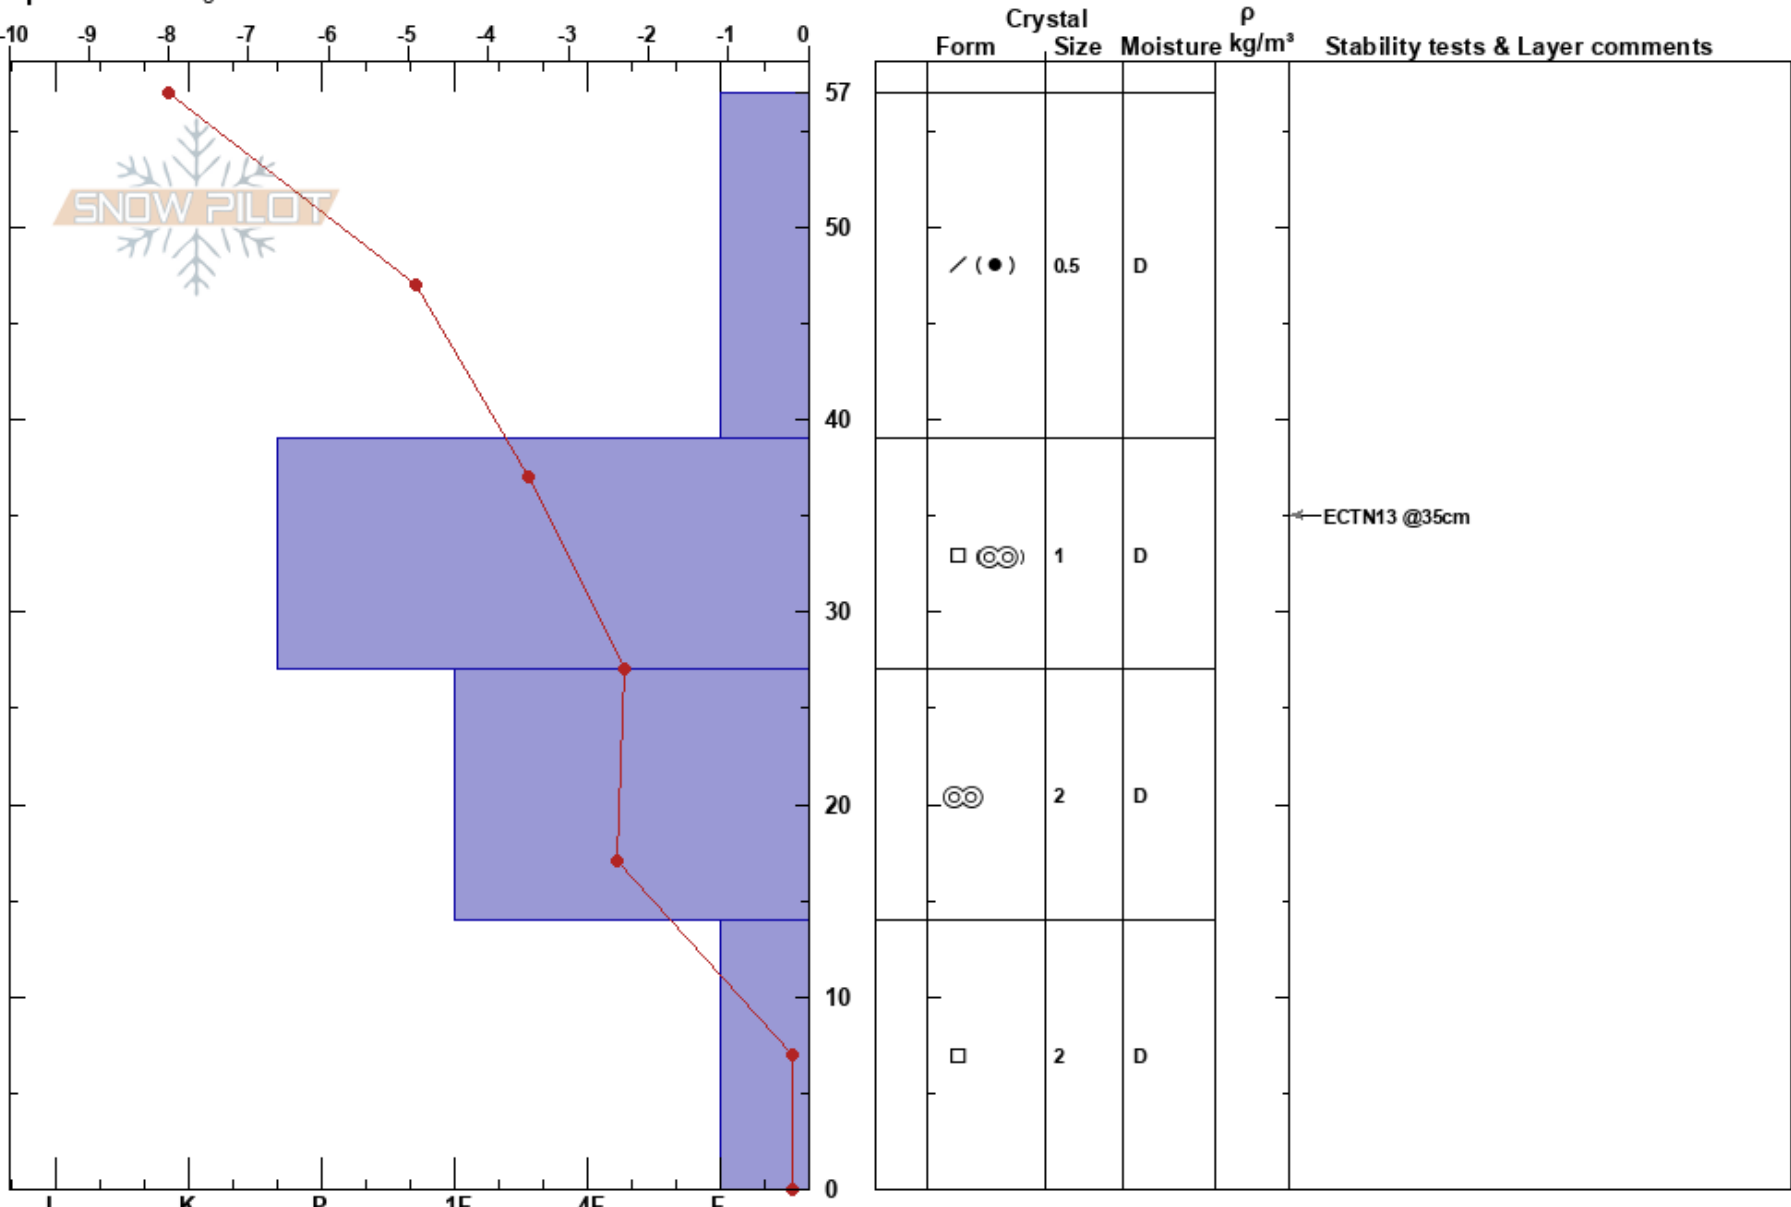 Crystal ρ
-10 -9 -8 -7 -6 -5 -4 -3 -2 -1 0 Form Size Moisture kg/m³ Stability tests & Layer comments
57
SNOW PILOT
50
( ) 0.5 D
40
ECTN13 @35cm
( ) 1 D
30
20
2 D
10
2 D
0